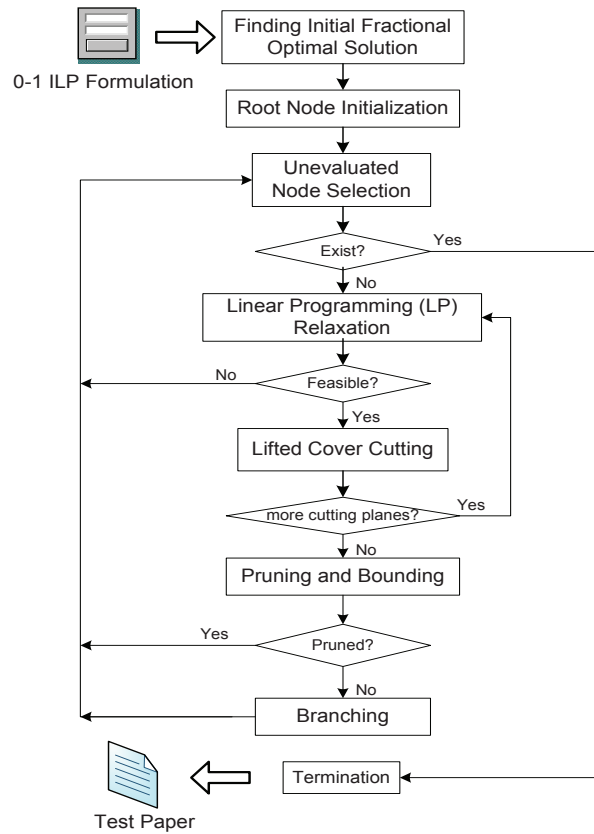 Finding Initial Fractional
Optimal Solution
0-1 ILP Formulation
Root Node Initialization
Unevaluated
Node Selection
Exist?
Yes
No
Linear Programming (LP)
Relaxation
No
Feasible?
Yes
Lifted Cover Cutting
more cutting planes?
Yes
No
Pruning and Bounding
Yes
Pruned?
No
Branching
Termination
Test Paper